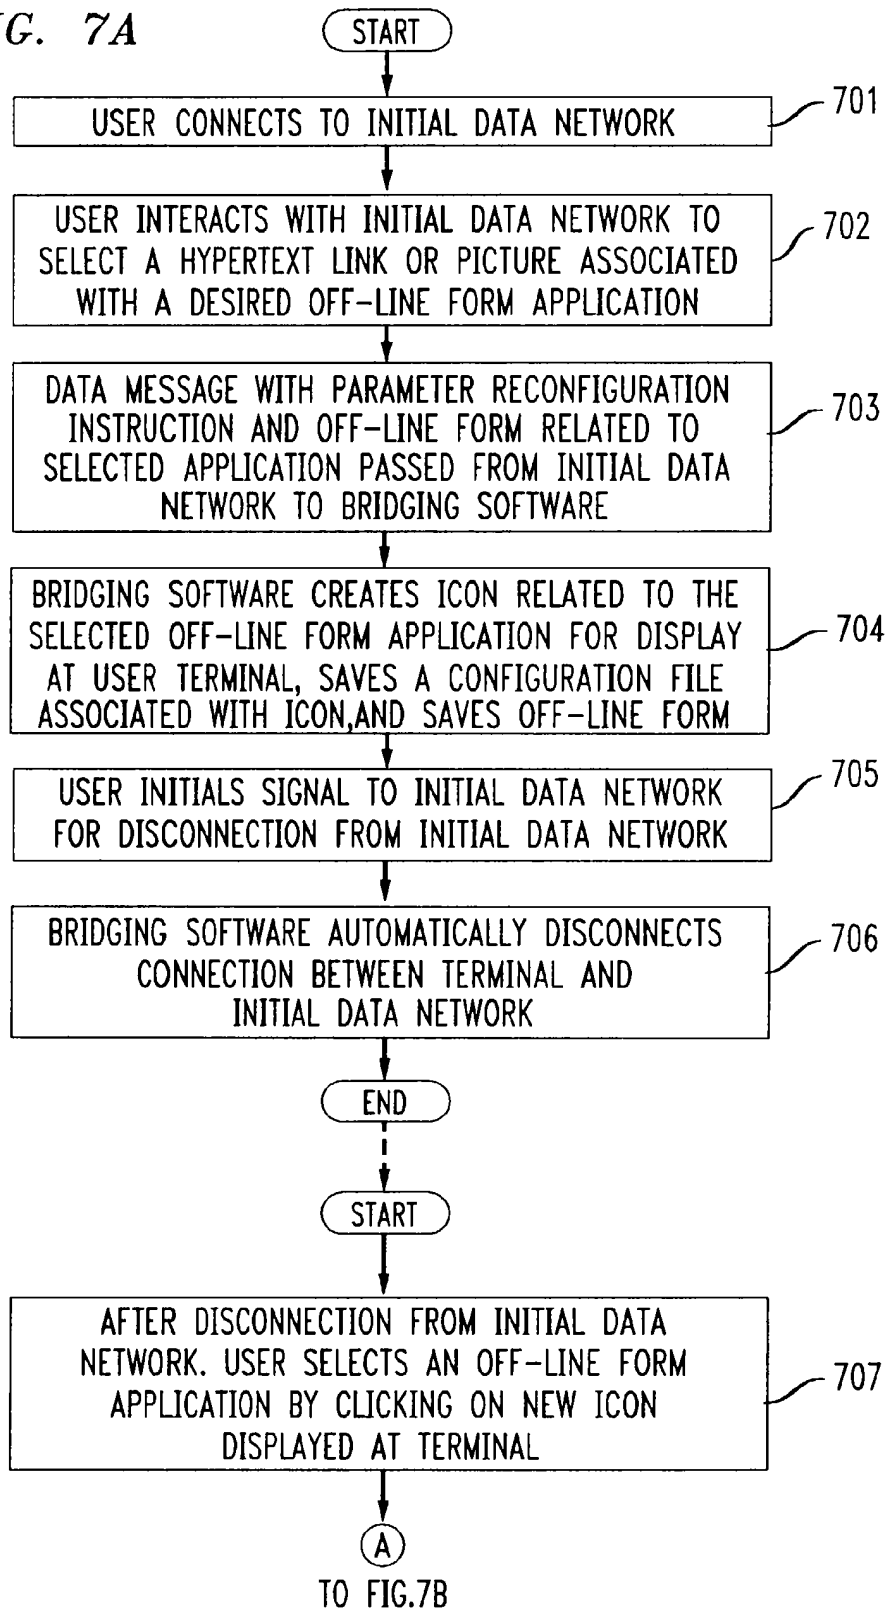 G. 7A
START
USER CONNECTS TO INITIAL DATA NETWORK
701
USER INTERACTS WITH INITIAL DATA NETWORK TO
SELECT A HYPERTEXT LINK OR PICTURE ASSOCIATED
WITH A DESIRED OFF-LINE FORM APPLICATION
702
DATA MESSAGE WITH PARAMETER RECONFIGURATION
INSTRUCTION AND OFF-LINE FORM RELATED TO
SELECTED APPLICATION PASSED FROM INITIAL DATA
NETWORK TO BRIDGING SOFTWARE
703
BRIDGING SOFTWARE CREATES ICON RELATED TO THE
SELECTED OFF-LINE FORM APPLICATION FOR DISPLAY
AT USER TERMINAL, SAVES A CONFIGURATION FILE
ASSOCIATED WITH ICON,AND SAVES OFF-LINE FORM
704
USER INITIALS SIGNAL TO INITIAL DATA NETWORK
FOR DISCONNECTION FROM INITIAL DATA NETWORK
705
BRIDGING SOFTWARE AUTOMATICALLY DISCONNECTS
CONNECTION BETWEEN TERMINAL AND
INITIAL DATA NETWORK
706
END
START
AFTER DISCONNECTION FROM INITIAL DATA
NETWORK. USER SELECTS AN OFF-LINE FORM
APPLICATION BY CLICKING ON NEW ICON
DISPLAYED AT TERMINAL
707
A
TO FIG.7B